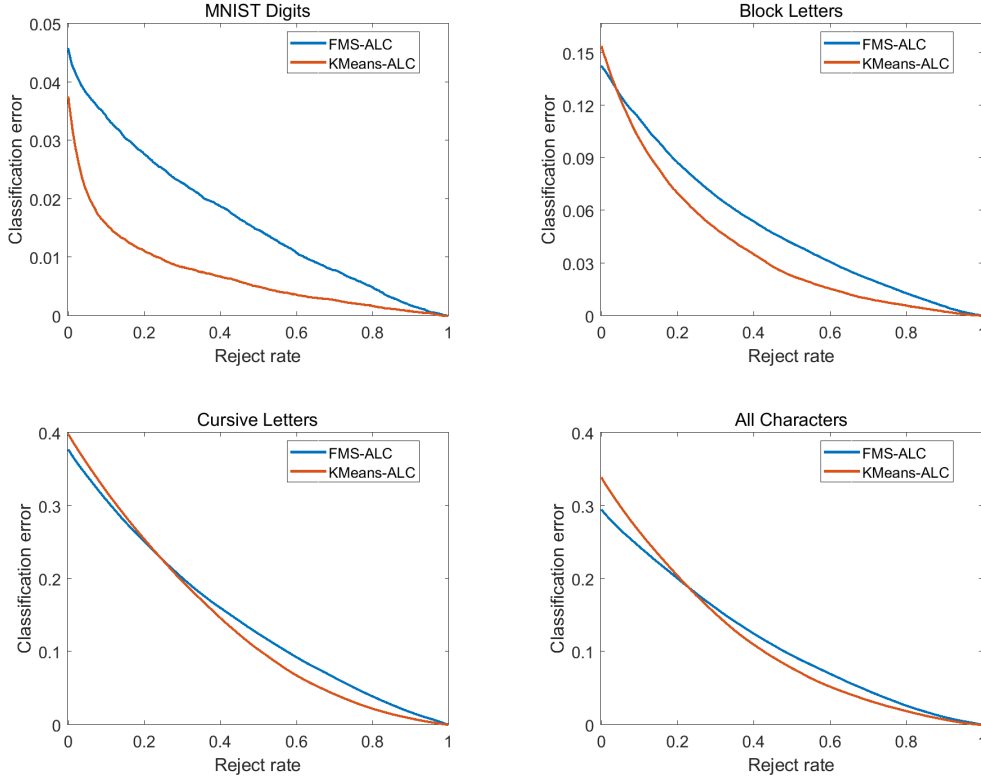 MNIST Digits
0.05
0.04
0.03
0.02
0.01
0
0 0.2 0.4 0.6 0.8 1
Classification error
Reject rate
FMS-ALC
KMeans-ALC
Block Letters
0.15
0.12
0.09
0.06
0.03
0
0 0.2 0.4 0.6 0.8 1
Classification error
Reject rate
FMS-ALC
KMeans-ALC
Cursive Letters
0.4
0.3
0.2
0.1
0
0 0.2 0.4 0.6 0.8 1
Classification error
Reject rate
FMS-ALC
KMeans-ALC
All Characters
0.4
0.3
0.2
0.1
0
0 0.2 0.4 0.6 0.8 1
Classification error
Reject rate
FMS-ALC
KMeans-ALC